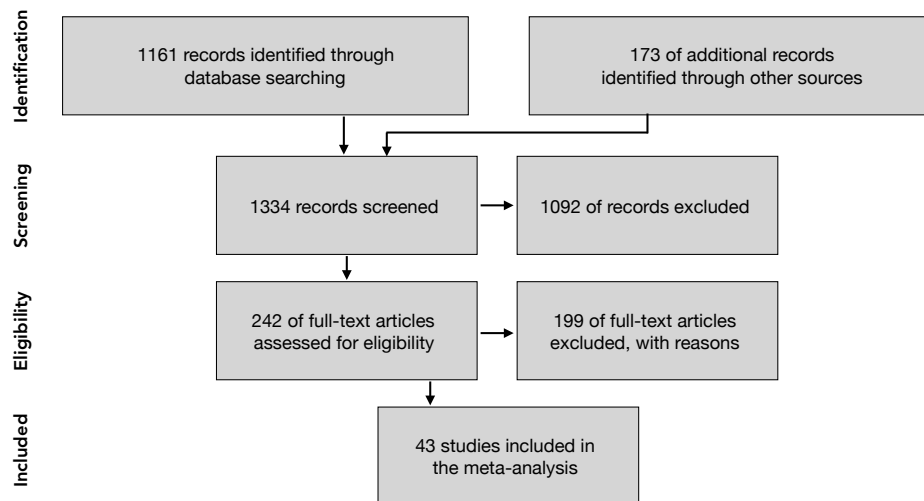 Identification
1161 records identified through
database searching
173 of additional records
identified through other sources
Screening
1334 records screened
1092 of records excluded
Eligibility
242 of full-text articles
assessed for eligibility
199 of full-text articles
excluded, with reasons
Included
43 studies included in
the meta-analysis